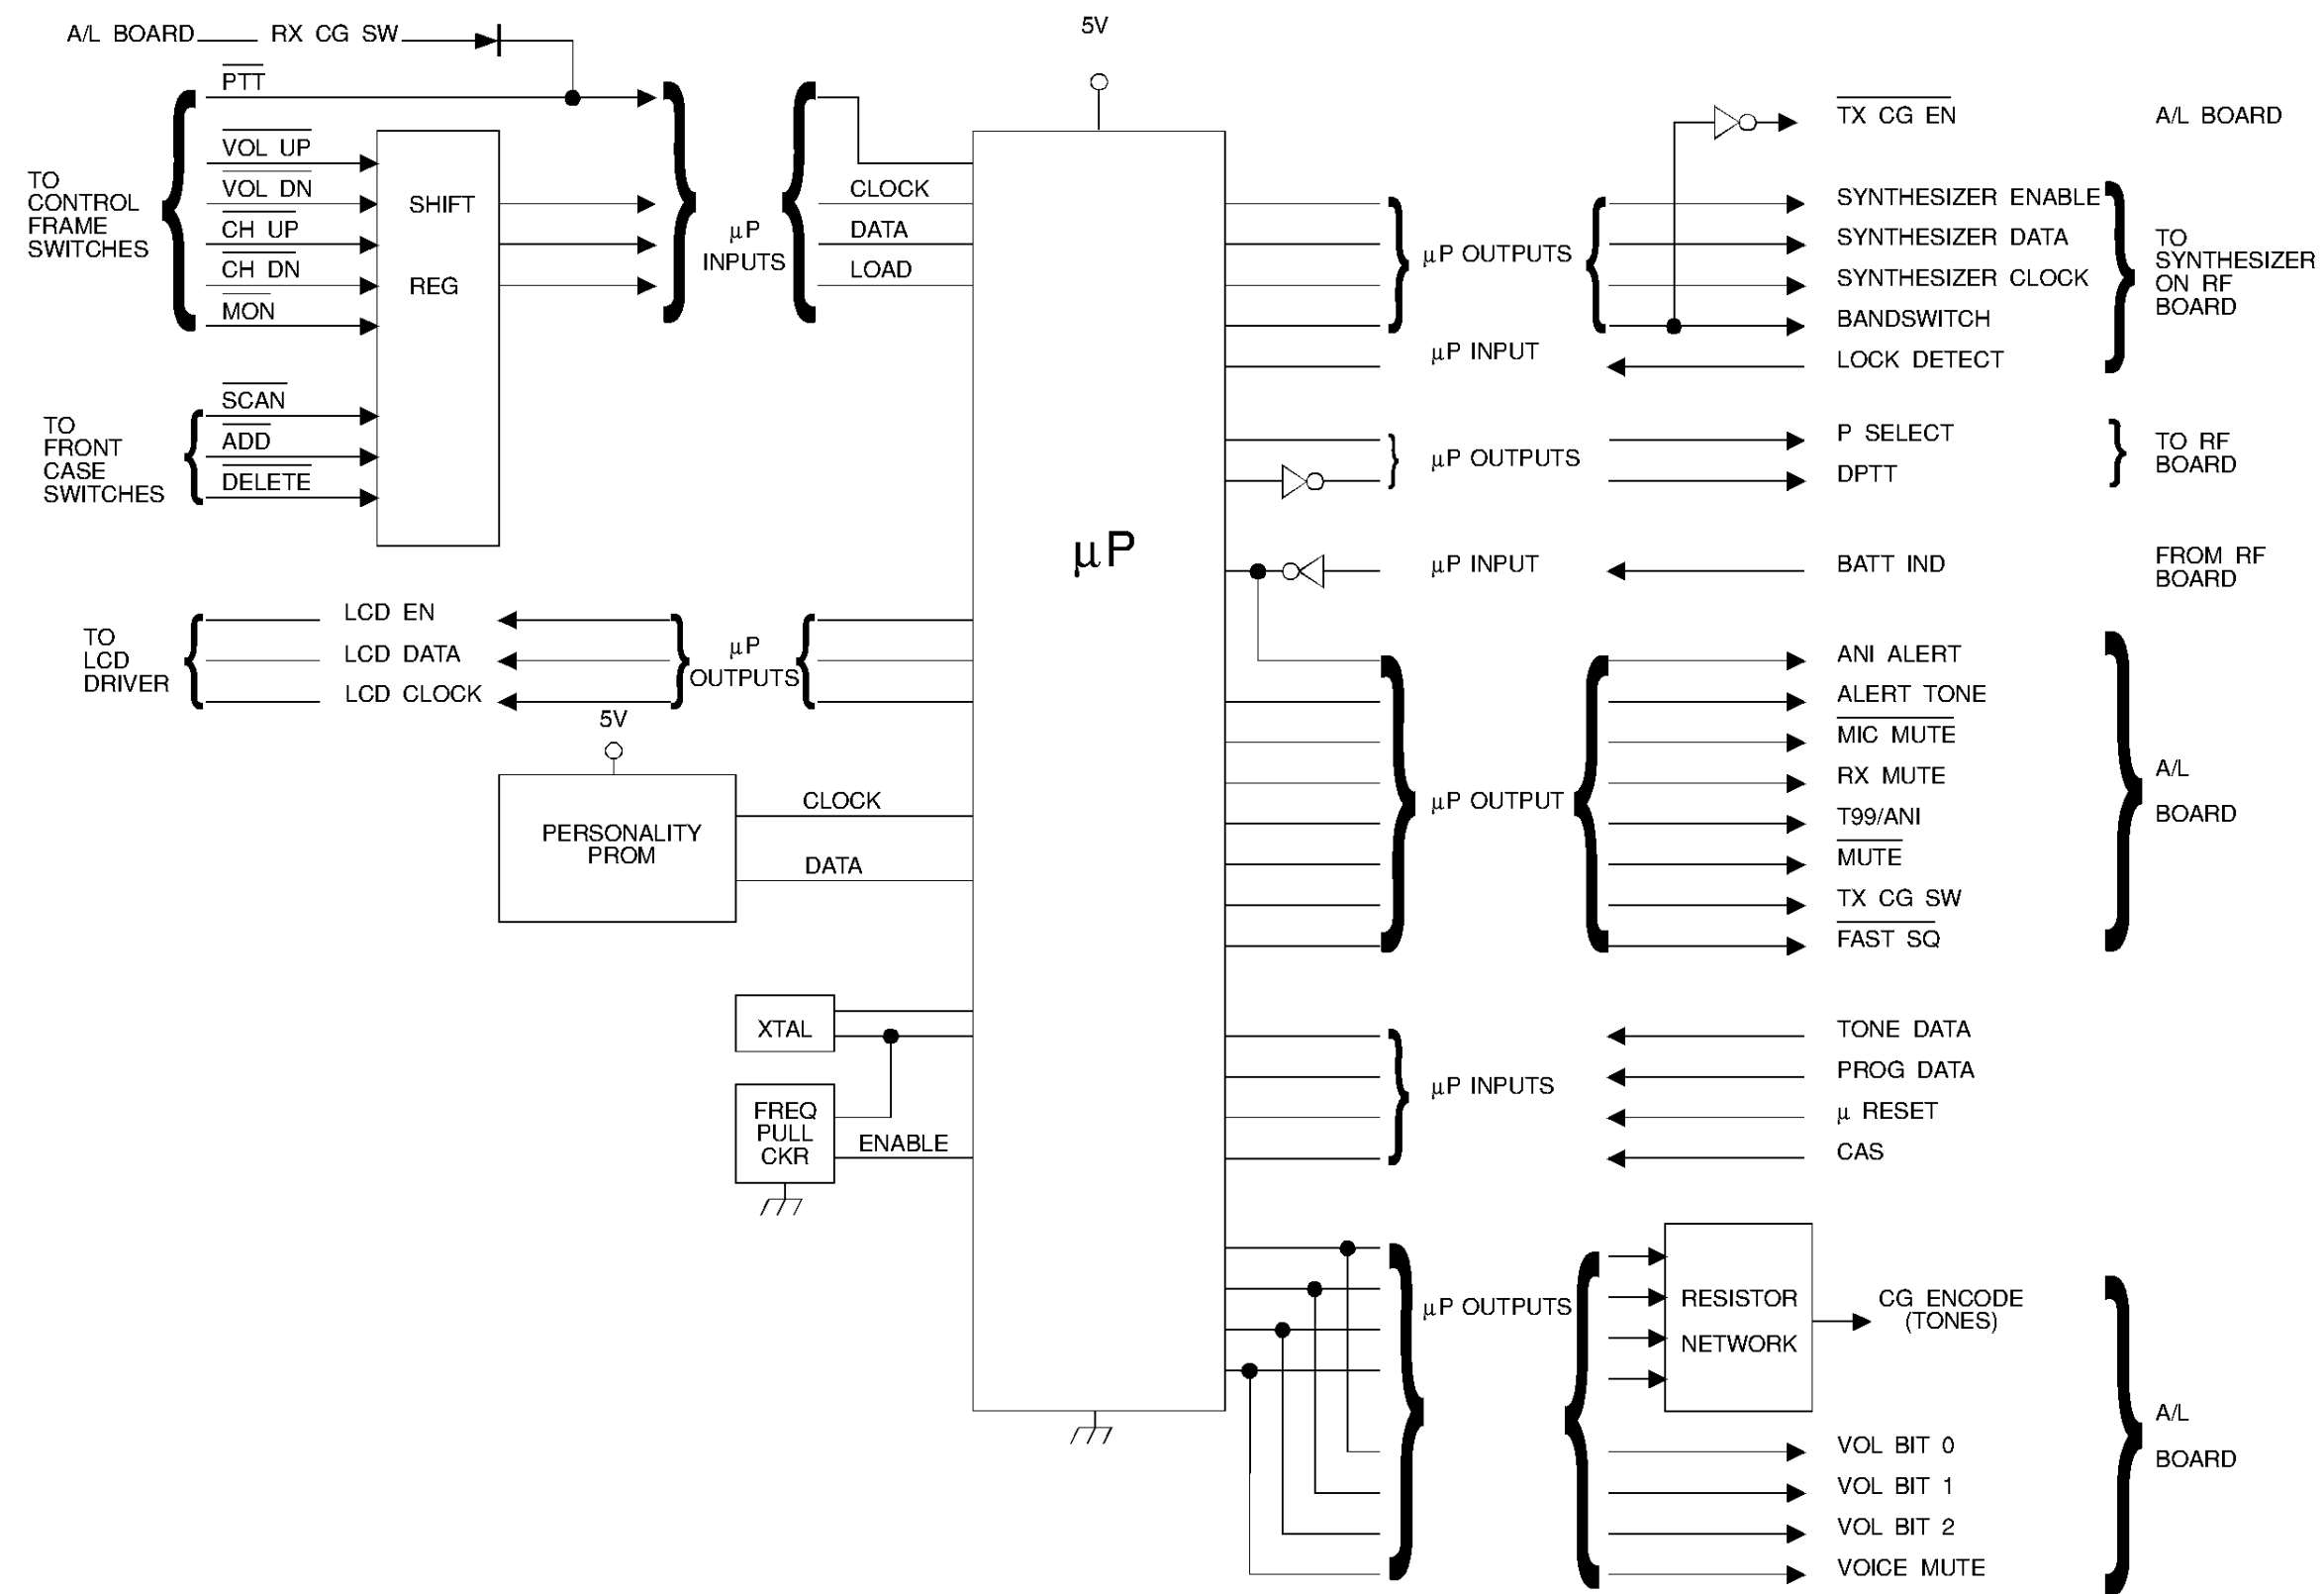 A/L BOARD RX CG SW
PTT
VOL UP
VOL DN
CH UP
CH DN
MON
TO
CONTROL
FRAME
SWITCHES
SHIFT
REG
SCAN
ADD
DELETE
TO
FRONT
CASE
SWITCHES
μP
INPUTS
CLOCK
DATA
LOAD
TO
LCD
DRIVER
LCD EN
LCD DATA
LCD CLOCK
μP
OUTPUTS
5V
PERSONALITY
PROM
CLOCK
DATA
XTAL
FREQ
PULL
CKR
ENABLE
5V
μP
μP OUTPUTS
μP INPUT
TX CG EN
A/L BOARD
SYNTHESIZER ENABLE
SYNTHESIZER DATA
SYNTHESIZER CLOCK
BANDSWITCH
LOCK DETECT
TO
SYNTHESIZER
ON RF
BOARD
μP OUTPUTS
P SELECT
DPTT
TO RF
BOARD
μP INPUT
BATT IND
FROM RF
BOARD
μP OUTPUT
ANI ALERT
ALERT TONE
MIC MUTE
RX MUTE
T99/ANI
MUTE
TX CG SW
FAST SQ
A/L
BOARD
μP INPUTS
TONE DATA
PROG DATA
μ RESET
CAS
μP OUTPUTS
RESISTOR
NETWORK
CG ENCODE
(TONES)
VOL BIT 0
VOL BIT 1
VOL BIT 2
VOICE MUTE
A/L
BOARD